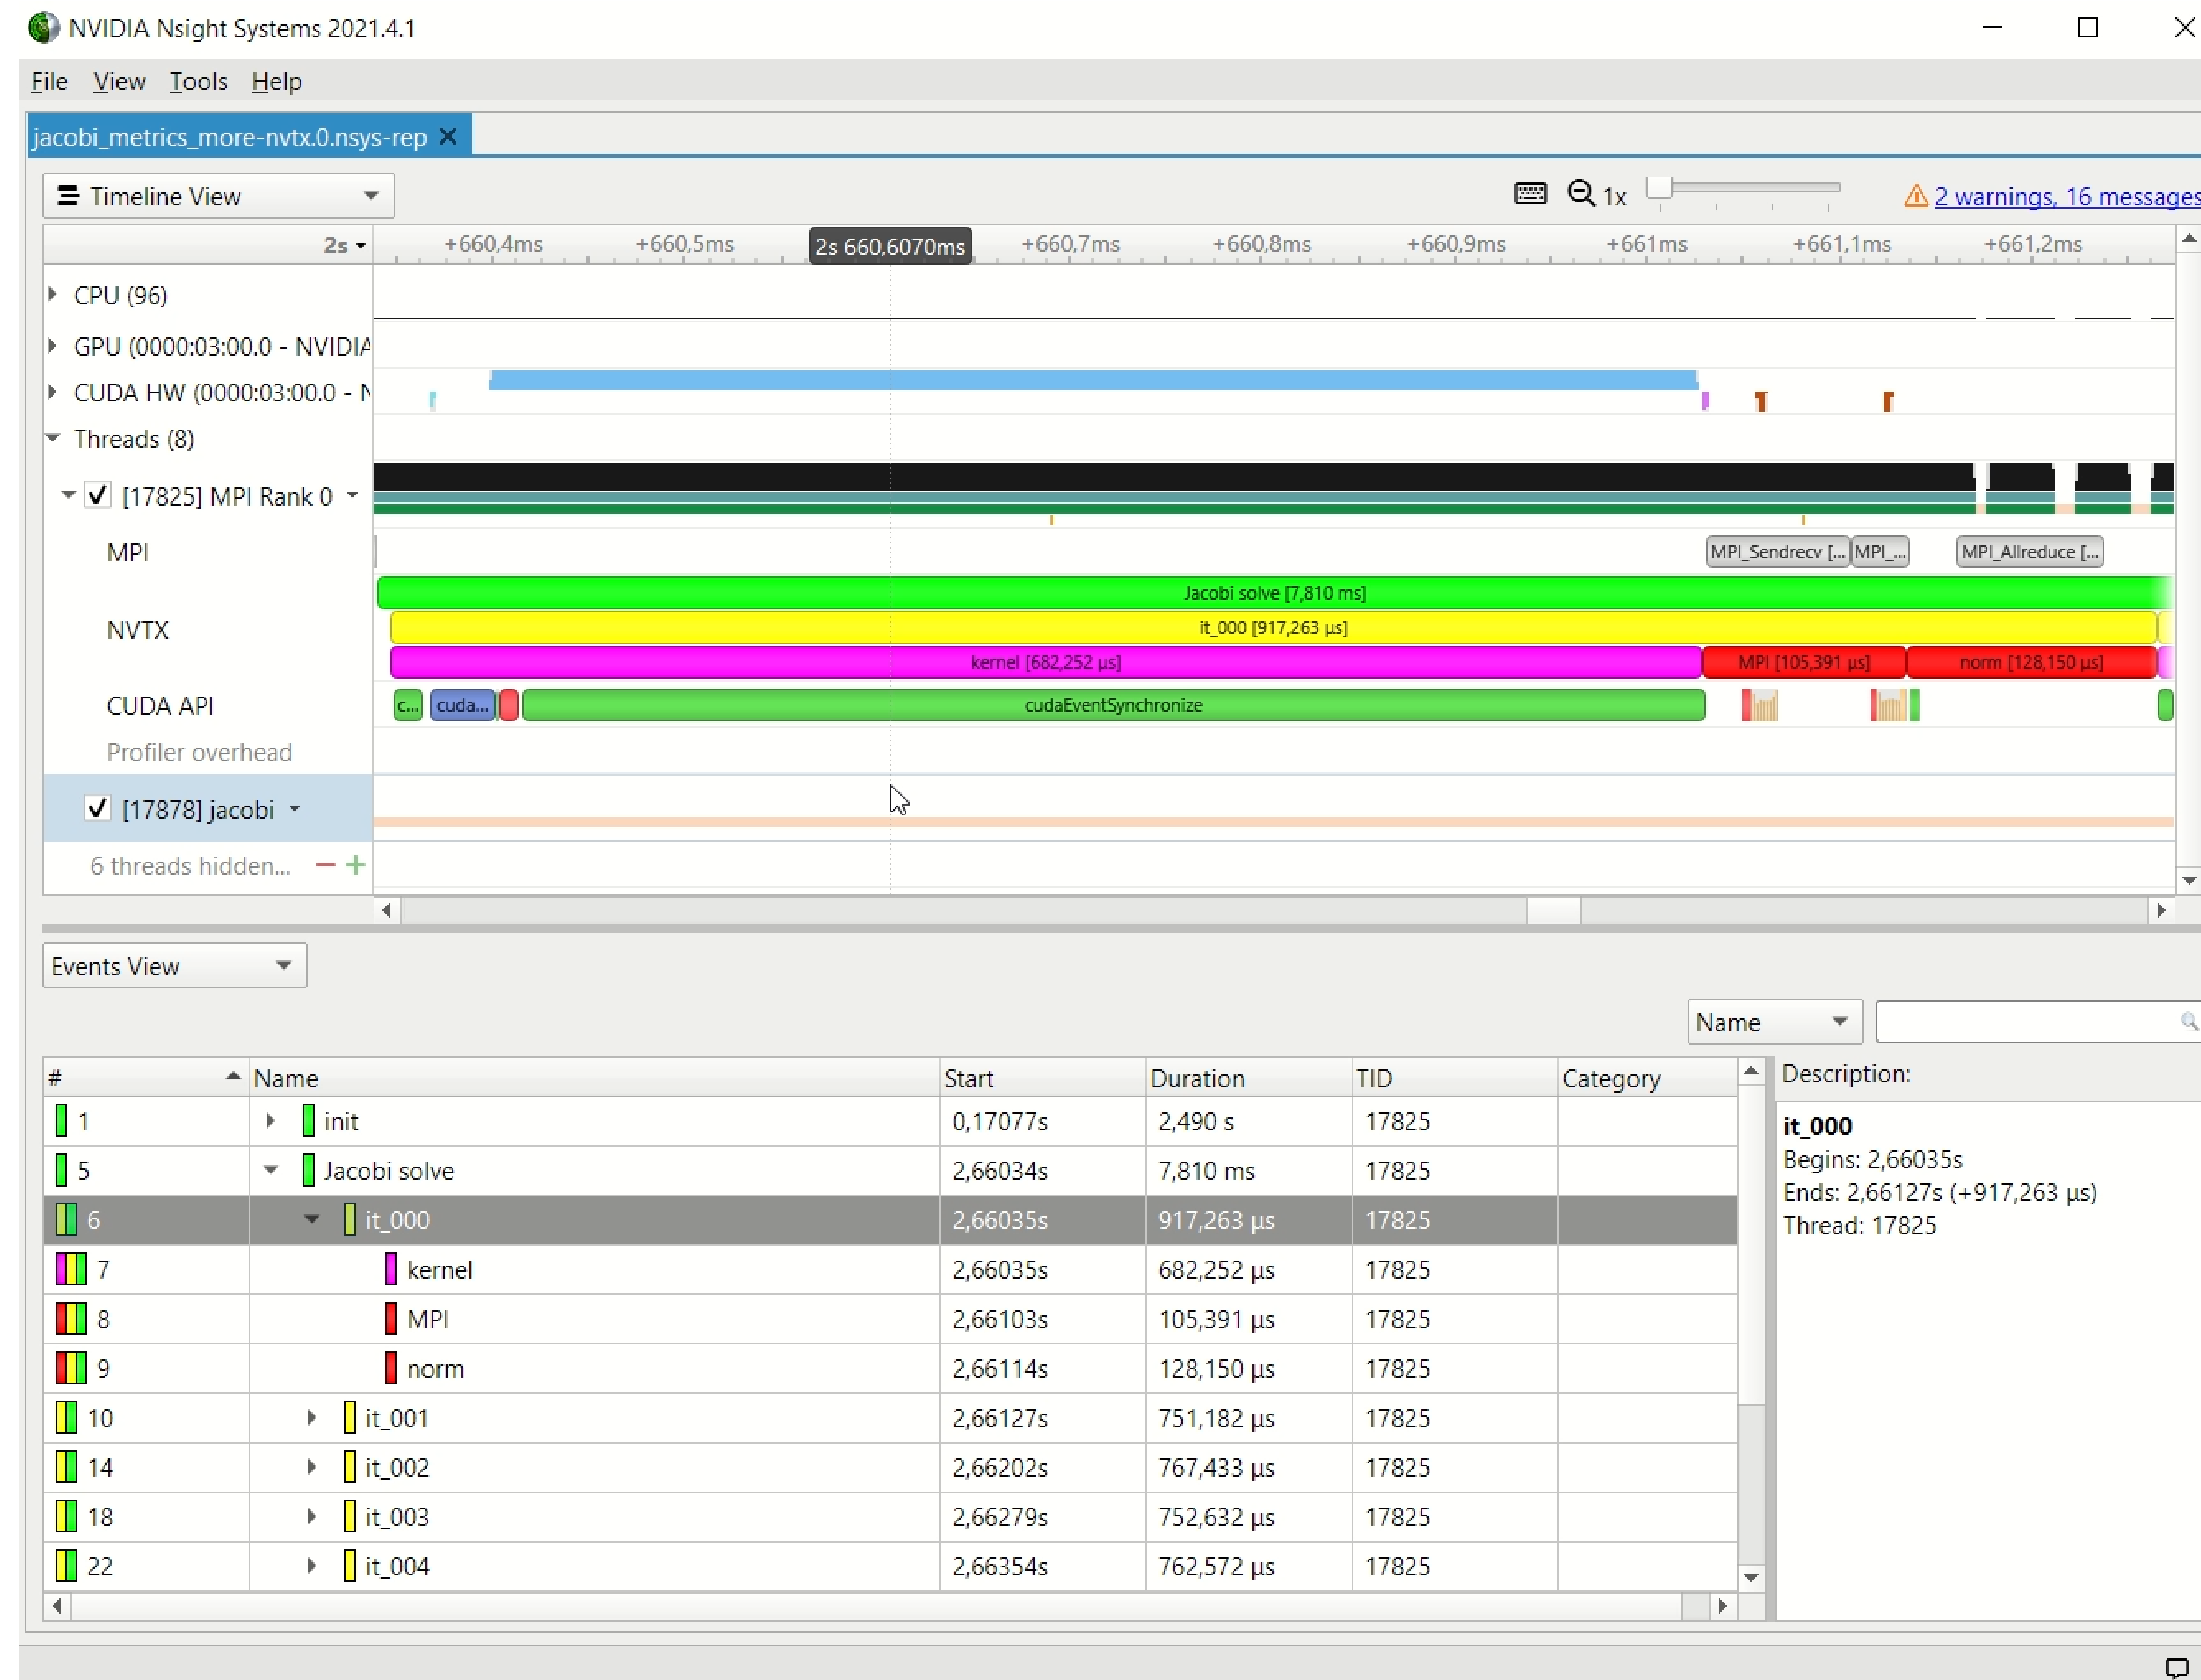 NVIDIA Nsight Systems 2021.4.1
File View Tools Help
jacobi_metrics_more-nvtx.0.nsys-rep
Timeline View
1x
2 warnings, 16 messages
2s +660,4ms +660,5ms 2s 660,6070ms +660,7ms +660,8ms +660,9ms +661ms +661,1ms +661,2ms
CPU (96)
GPU (0000:03:00.0 - NVIDIA
CUDA HW (0000:03:00.0 - N
Threads (8)
[17825] MPI Rank 0
MPI
MPI_Sendrecv [... MPI_... MPI_Allreduce [...
Jacobi solve [7,810 ms]
NVTX
it_000 [917,263 µs]
kernel [682,252 µs] MPI [105,391 µs] norm [128,150 µs]
CUDA API
c... cuda... cudaEventSynchronize
Profiler overhead
[17878] jacobi
6 threads hidden... − +
Events View
Name
# Name Start Duration TID Category
1 init 0,17077s 2,490 s 17825
5 Jacobi solve 2,66034s 7,810 ms 17825
6 it_000 2,66035s 917,263 µs 17825
7 kernel 2,66035s 682,252 µs 17825
8 MPI 2,66103s 105,391 µs 17825
9 norm 2,66114s 128,150 µs 17825
10 it_001 2,66127s 751,182 µs 17825
14 it_002 2,66202s 767,433 µs 17825
18 it_003 2,66279s 752,632 µs 17825
22 it_004 2,66354s 762,572 µs 17825
Description:
it_000
Begins: 2,66035s
Ends: 2,66127s (+917,263 µs)
Thread: 17825